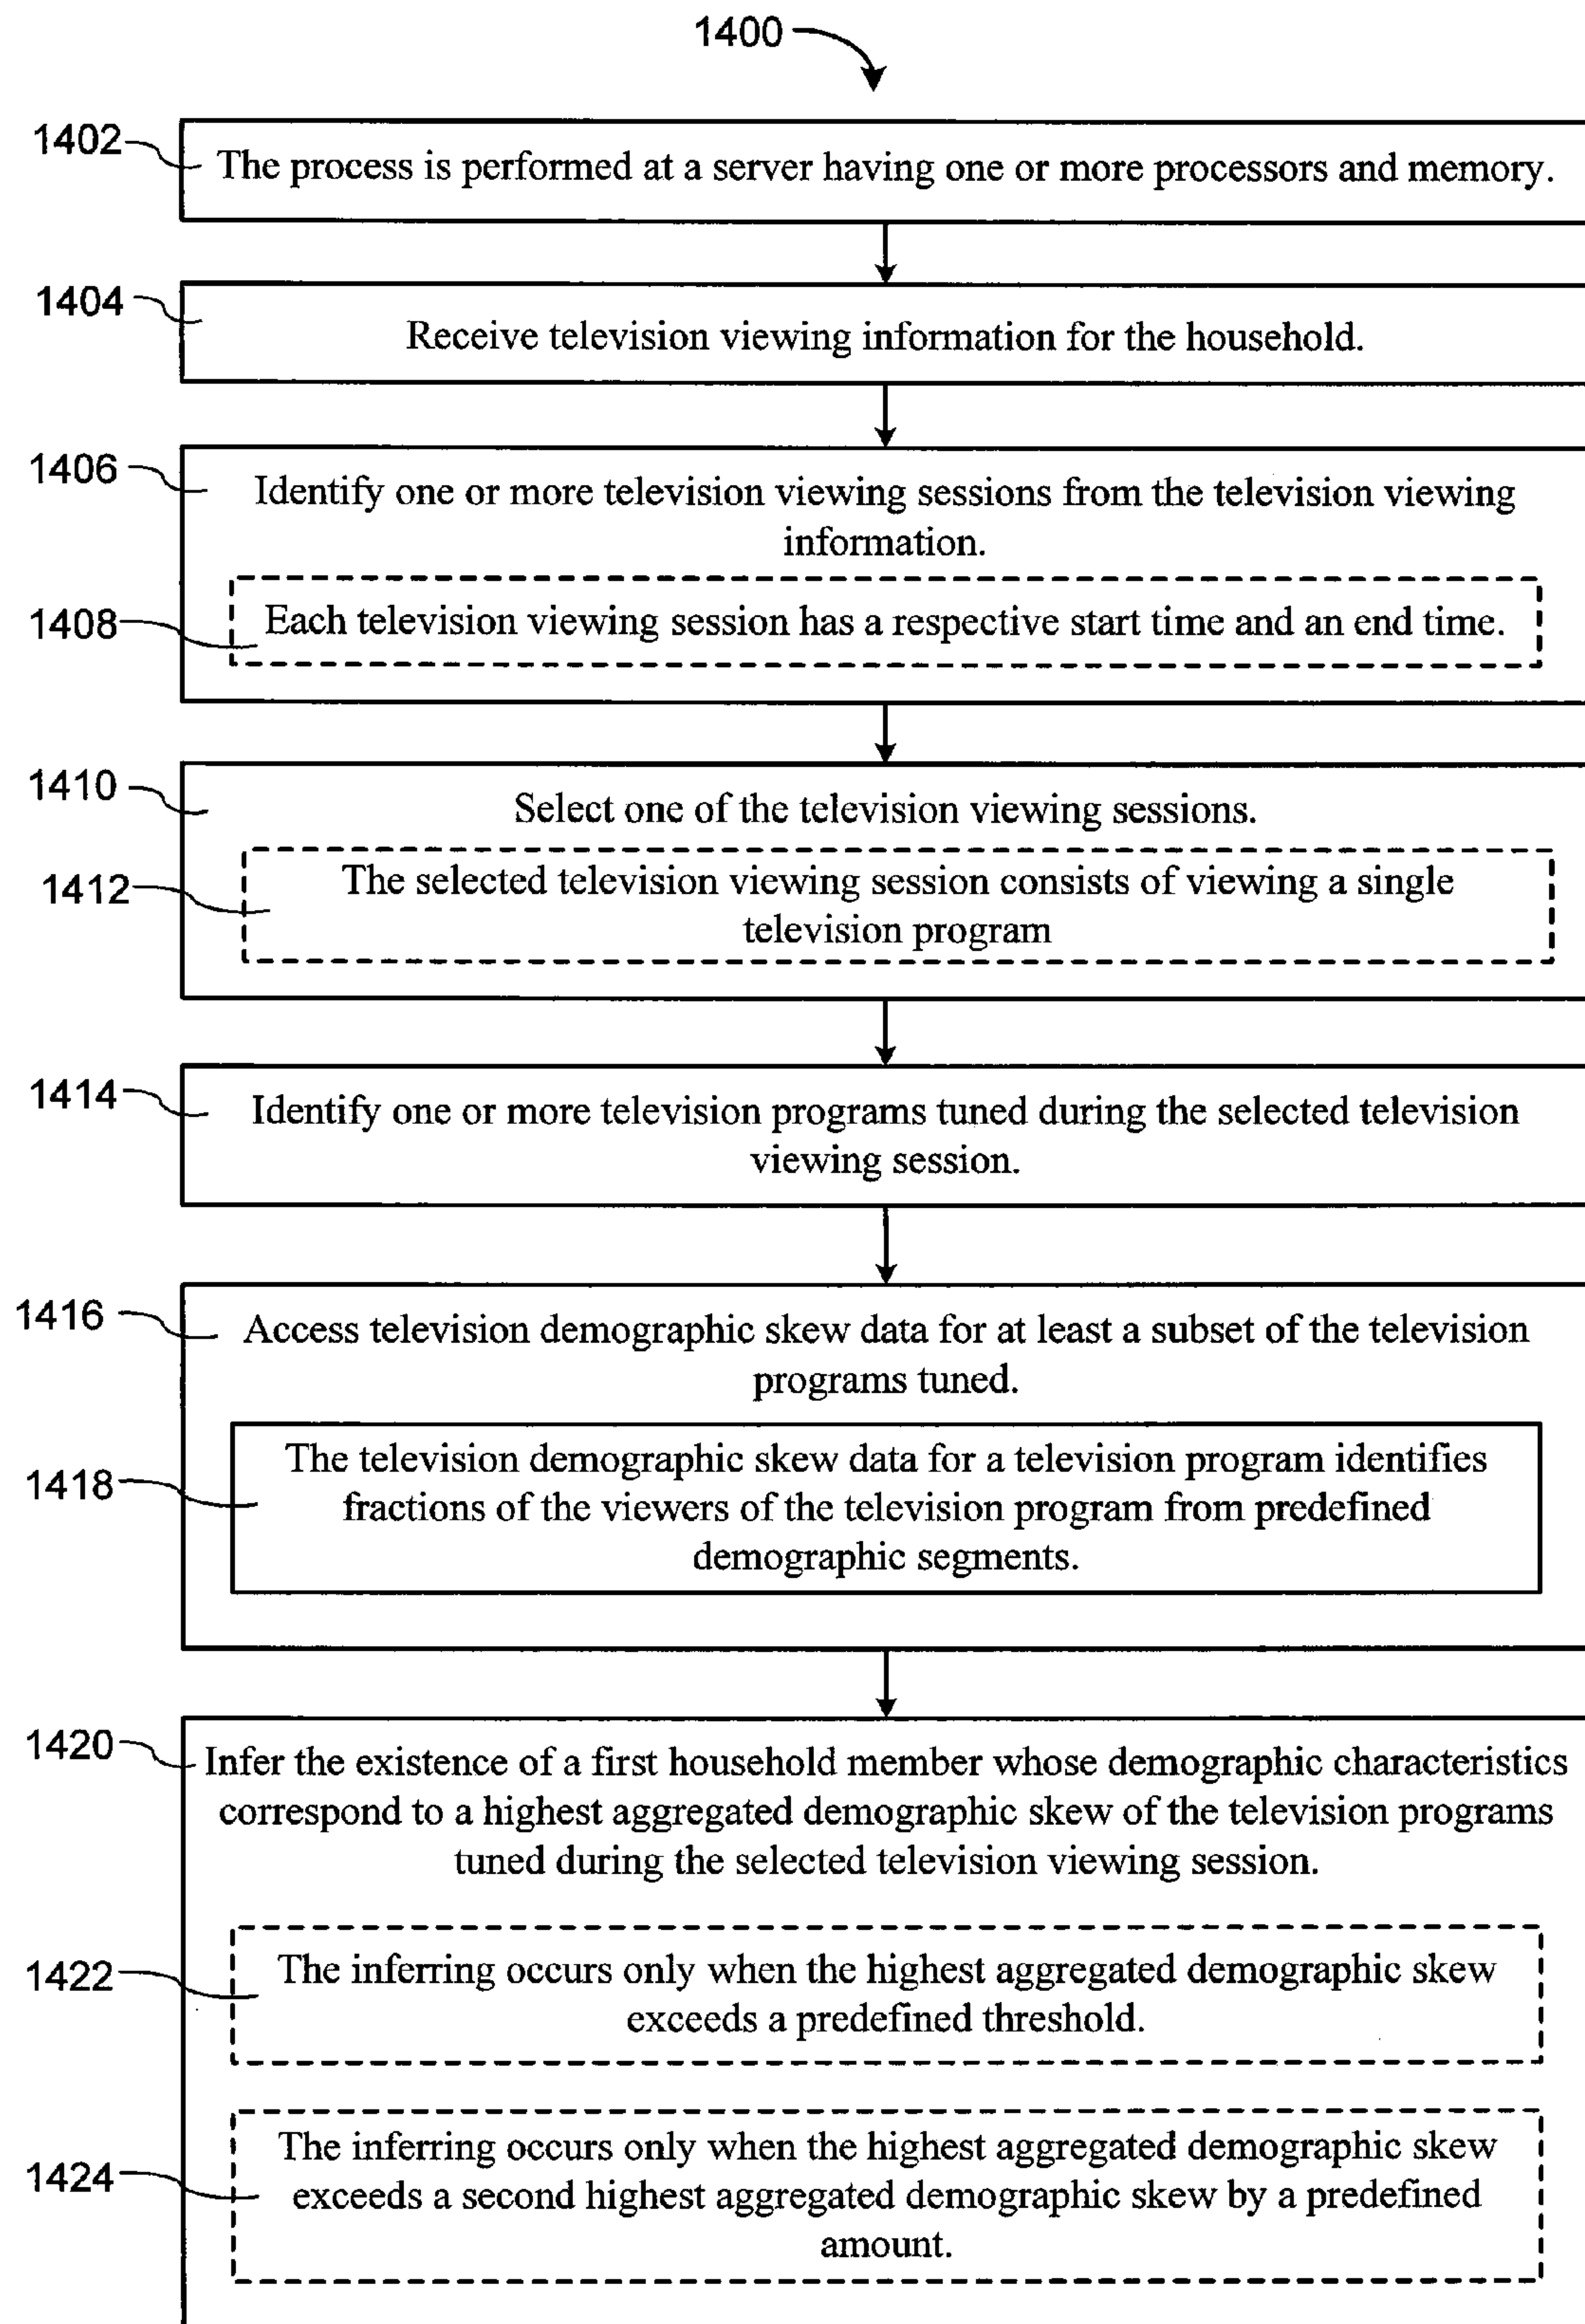 1400
1402
The process is performed at a server having one or more processors and memory.
1404
Receive television viewing information for the household.
1406
Identify one or more television viewing sessions from the television viewing
information.
1408
Each television viewing session has a respective start time and an end time.
1410
Select one of the television viewing sessions.
1412
The selected television viewing session consists of viewing a single
television program
1414
Identify one or more television programs tuned during the selected television
viewing session.
1416
Access television demographic skew data for at least a subset of the television
programs tuned.
1418
The television demographic skew data for a television program identifies
fractions of the viewers of the television program from predefined
demographic segments.
1420
Infer the existence of a first household member whose demographic characteristics
correspond to a highest aggregated demographic skew of the television programs
tuned during the selected television viewing session.
1422
The inferring occurs only when the highest aggregated demographic skew
exceeds a predefined threshold.
1424
The inferring occurs only when the highest aggregated demographic skew
exceeds a second highest aggregated demographic skew by a predefined
amount.